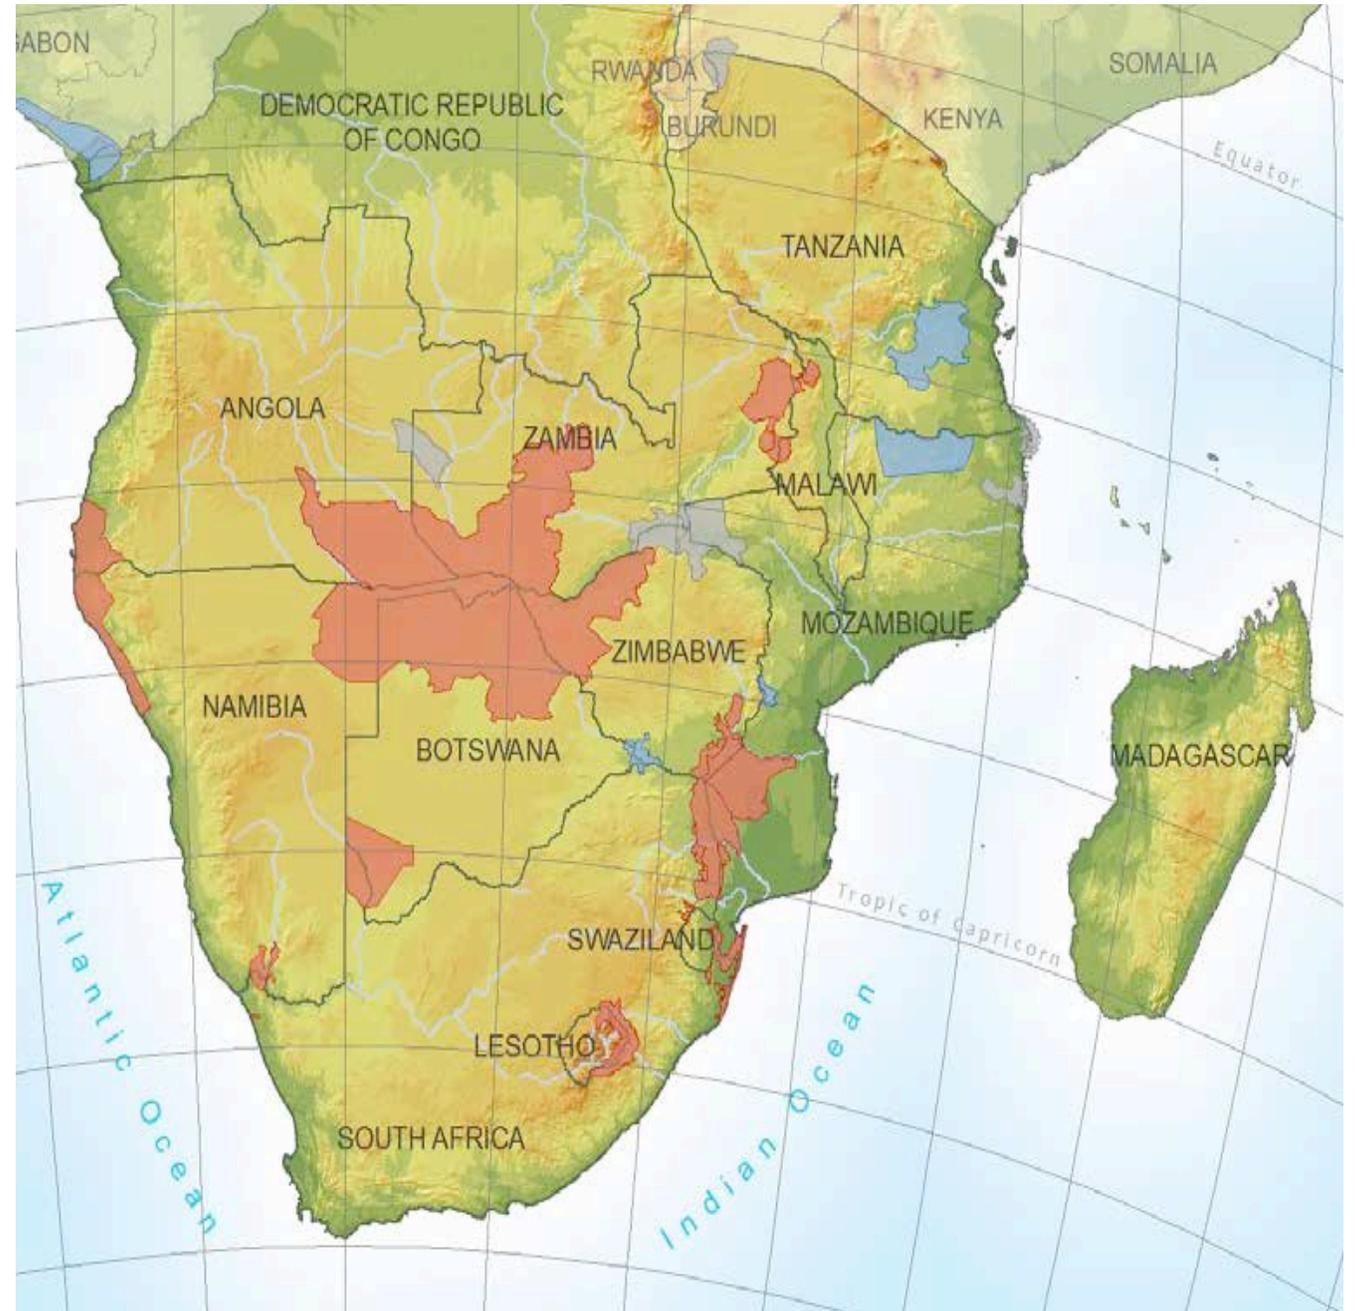 GABON
RWANDA
SOMALIA
DEMOCRATIC REPUBLIC
OF CONGO
BURUNDI
KENYA
Equator
TANZANIA
ANGOLA
ZAMBIA
MALAWI
MOZAMBIQUE
ZIMBABWE
NAMIBIA
BOTSWANA
MADAGASCAR
Atlantic Ocean
Tropic of Capricorn
SWAZILAND
Indian Ocean
LESOTHO
SOUTH AFRICA